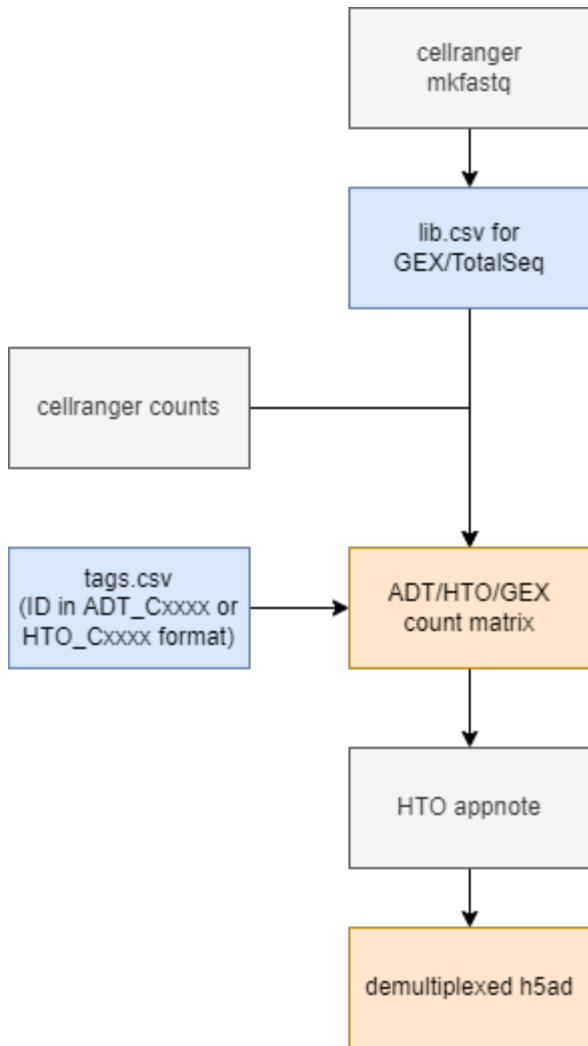 cellranger
mkfastq
lib.csv for
GEX/TotalSeq
cellranger counts
tags.csv
(ID in ADT_Cxxxx or
HTO_Cxxxx format)
ADT/HTO/GEX
count matrix
HTO appnote
demultiplexed h5ad